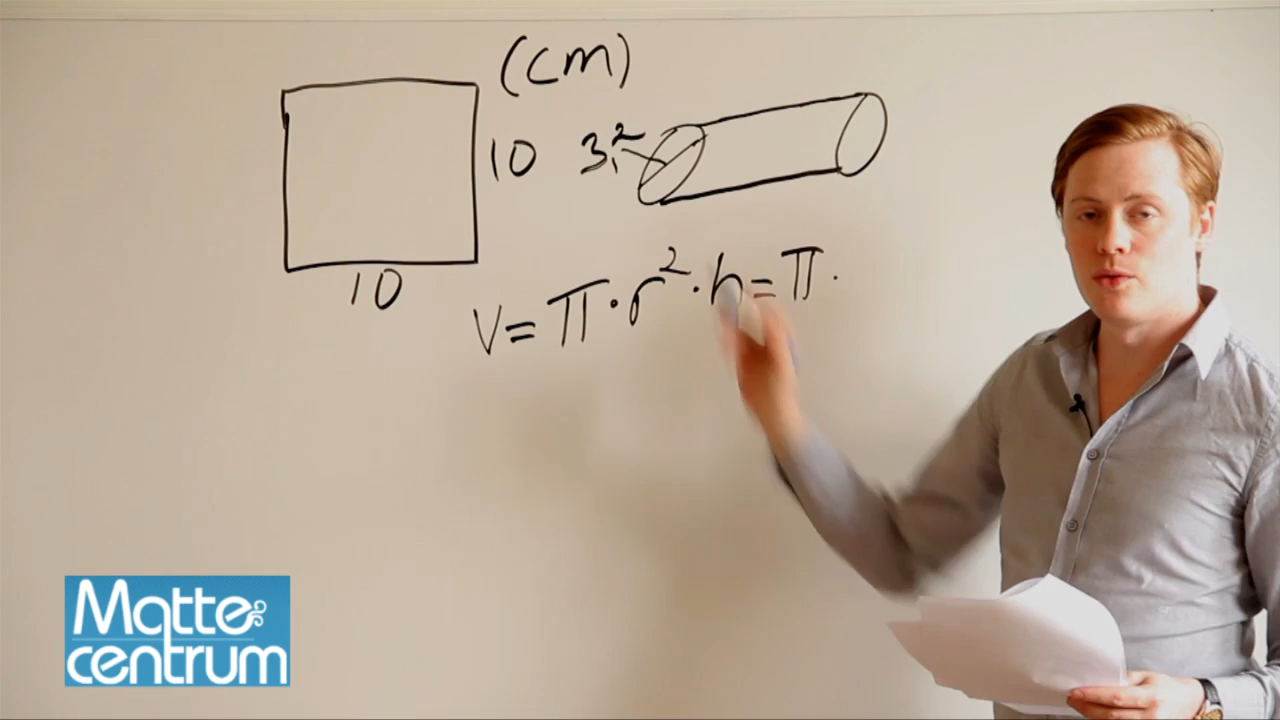 (cm)
10
3,2
10
V = π · r² · h = π ·
Matte
centrum